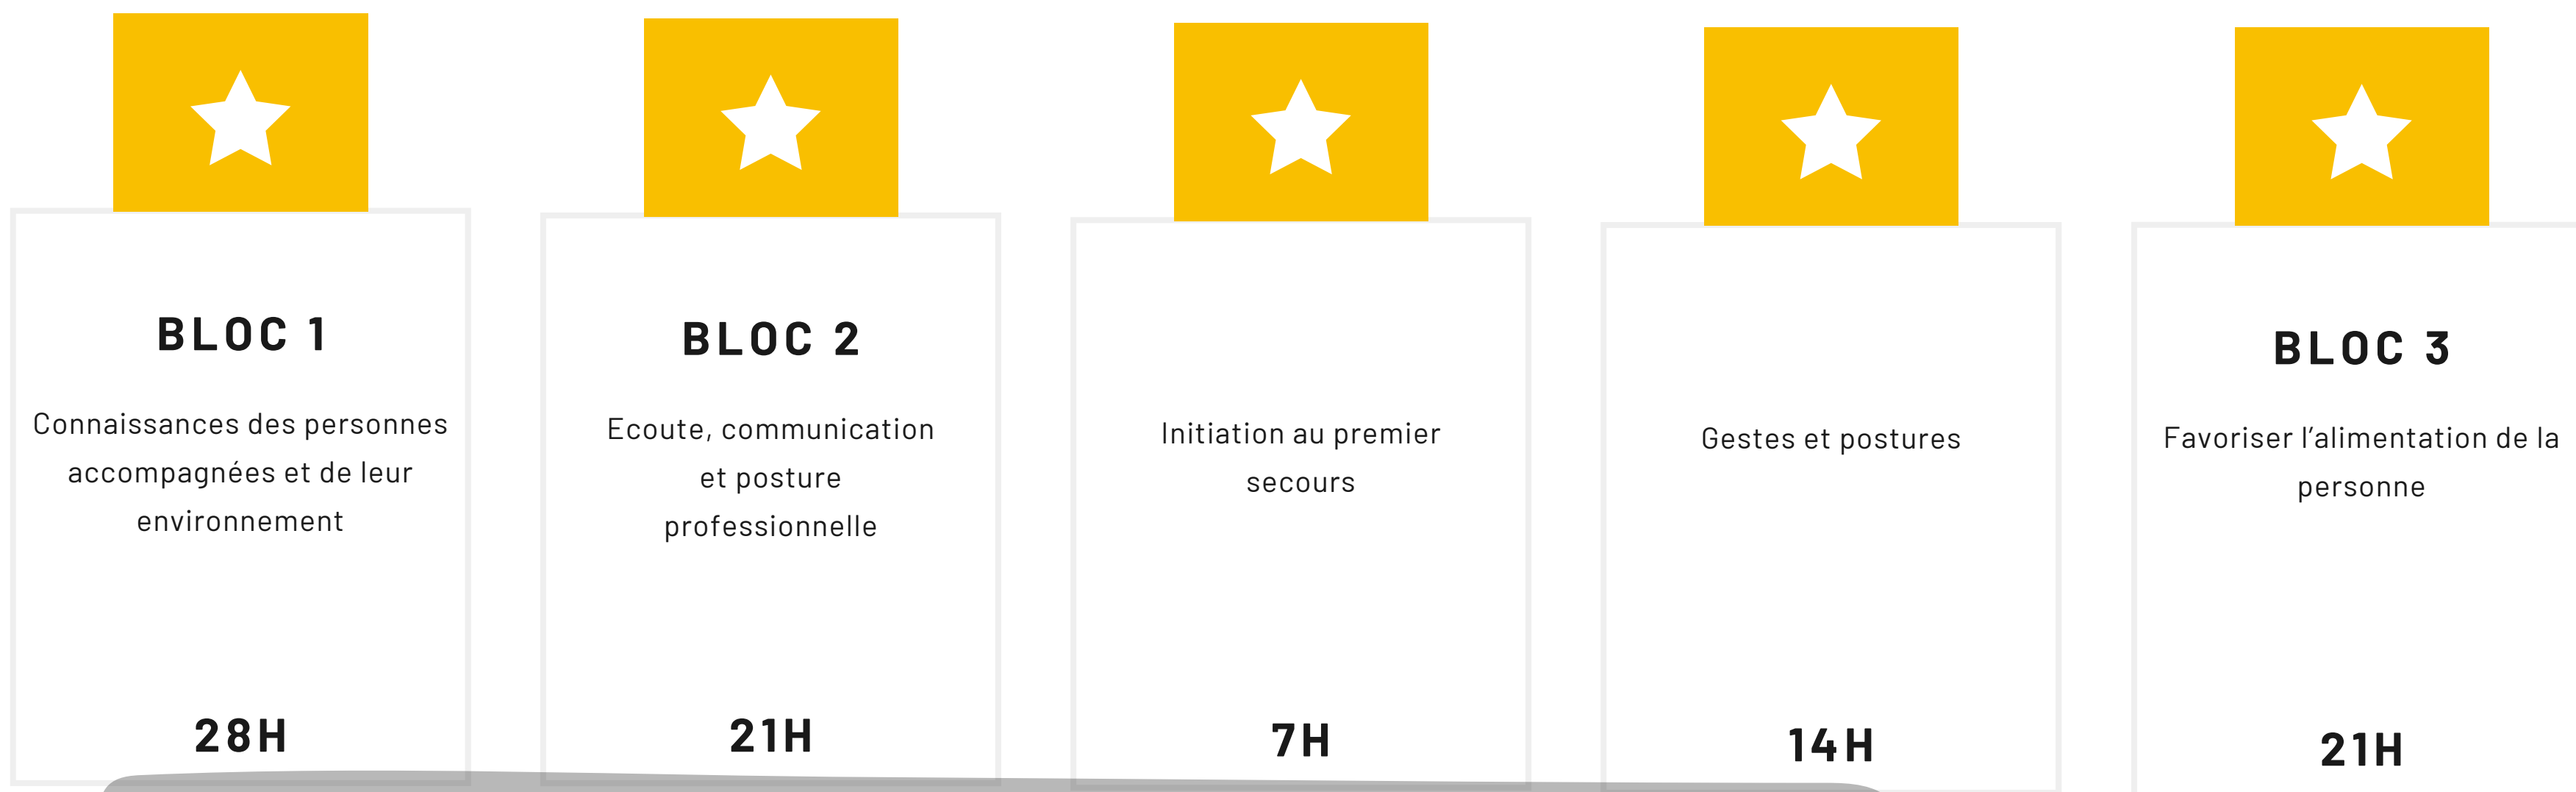 BLOC 1
Connaissances des personnes
accompagnées et de leur
environnement
28H
BLOC 2
Ecoute, communication
et posture
professionnelle
21H
Initiation au premier
secours
7H
Gestes et postures
14H
BLOC 3
Favoriser l’alimentation de la
personne
21H